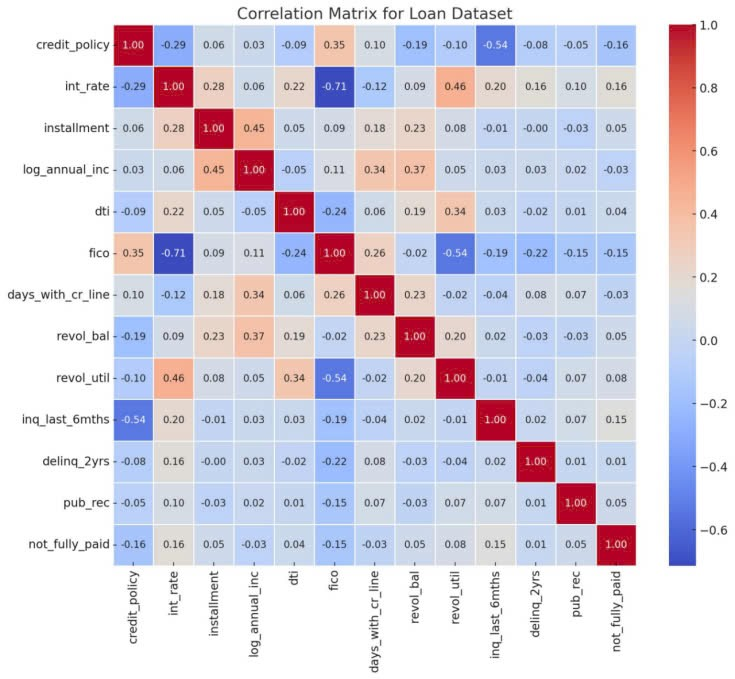 Correlation Matrix for Loan Dataset
credit_policy 1.00 -0.29 0.06 0.03 -0.09 0.35 0.10 -0.19 -0.10 -0.54 -0.08 -0.05 -0.16
int_rate -0.29 1.00 0.28 0.06 0.22 -0.71 -0.12 0.09 0.46 0.20 0.16 0.10 0.16
installment 0.06 0.28 1.00 0.45 0.05 0.09 0.18 0.23 0.08 -0.01 -0.00 -0.03 0.05
log_annual_inc 0.03 0.06 0.45 1.00 -0.05 0.11 0.34 0.37 0.05 0.03 0.03 0.02 -0.03
dti -0.09 0.22 0.05 -0.05 1.00 -0.24 0.06 0.19 0.34 0.03 -0.02 0.01 0.04
fico 0.35 -0.71 0.09 0.11 -0.24 1.00 0.26 -0.02 -0.54 -0.19 -0.22 -0.15 -0.15
days_with_cr_line 0.10 -0.12 0.18 0.34 0.06 0.26 1.00 0.23 -0.02 -0.04 0.08 0.07 -0.03
revol_bal -0.19 0.09 0.23 0.37 0.19 -0.02 0.23 1.00 0.20 0.02 -0.03 -0.03 0.05
revol_util -0.10 0.46 0.08 0.05 0.34 -0.54 -0.02 0.20 1.00 -0.01 -0.04 0.07 0.08
inq_last_6mths -0.54 0.20 -0.01 0.03 0.03 -0.19 -0.04 0.02 -0.01 1.00 0.02 0.07 0.15
delinq_2yrs -0.08 0.16 -0.00 0.03 -0.02 -0.22 0.08 -0.03 -0.04 0.02 1.00 0.01 0.01
pub_rec -0.05 0.10 -0.03 0.02 0.01 -0.15 0.07 -0.03 0.07 0.07 0.01 1.00 0.05
not_fully_paid -0.16 0.16 0.05 -0.03 0.04 -0.15 -0.03 0.05 0.08 0.15 0.01 0.05 1.00
credit_policy
int_rate
installment
log_annual_inc
dti
fico
days_with_cr_line
revol_bal
revol_util
inq_last_6mths
delinq_2yrs
pub_rec
not_fully_paid
1.0
0.8
0.6
0.4
0.2
0.0
−0.2
−0.4
−0.6